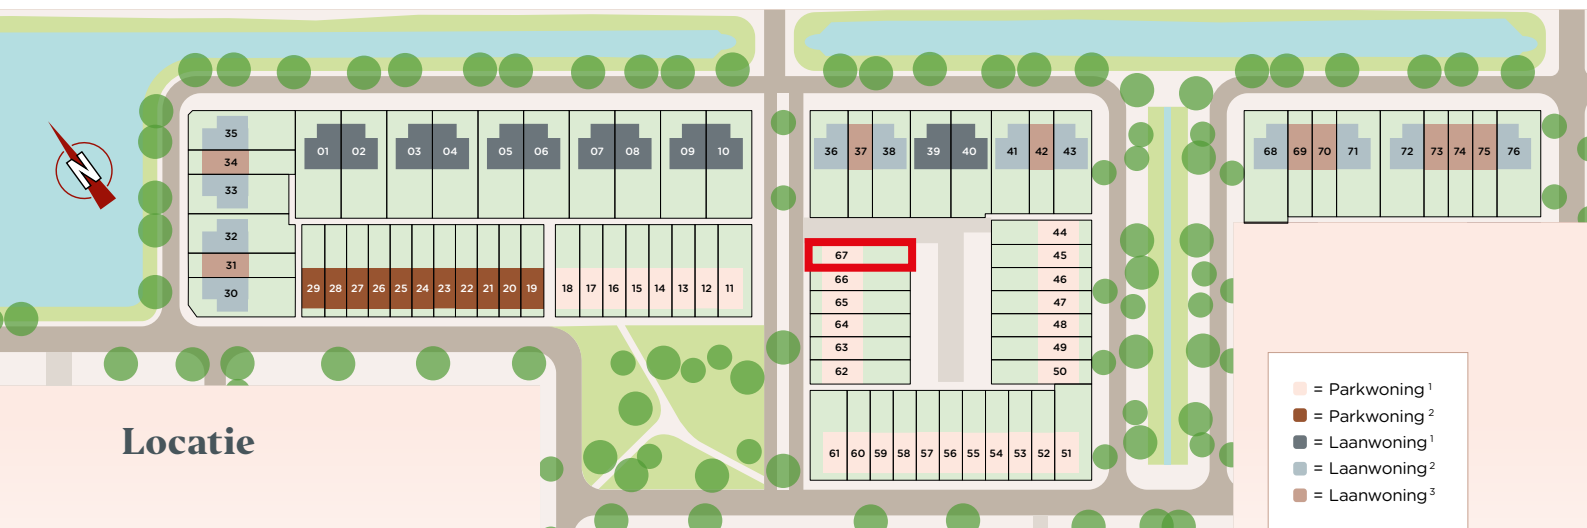 N
35
34
33
32
31
30
01 02 03 04 05 06 07 08 09 10
29 28 27 26 25 24 23 22 21 20 19
18 17 16 15 14 13 12 11
36 37 38 39 40 41 42 43
44
45
46
47
48
49
50
67
66
65
64
63
62
61 60 59 58 57 56 55 54 53 52 51
68 69 70 71 72 73 74 75 76
Locatie
= Parkwoning ¹
= Parkwoning ²
= Laanwoning ¹
= Laanwoning ²
= Laanwoning ³